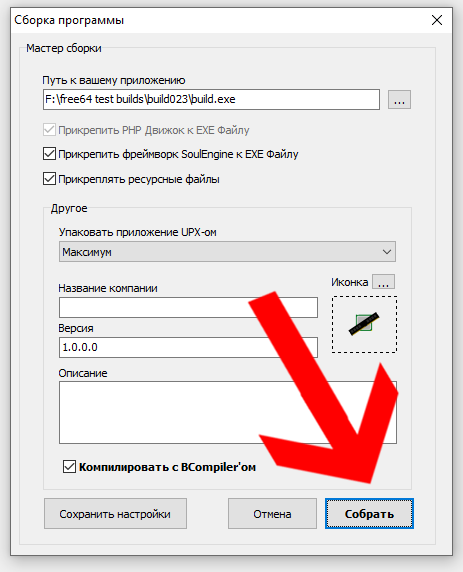 Сборка программы
Мастер сборки
Путь к вашему приложению
F:\free64 test builds\build023\build.exe
...
Прикрепить PHP Движок к EXE Файлу
Прикрепить фреймворк SoulEngine к EXE Файлу
Прикреплять ресурсные файлы
Другое
Упаковать приложение UPX-ом
Максимум
Иконка ...
Название компании
Версия
1.0.0.0
Описание
Компилировать с BCompiler'ом
Сохранить настройки
Отмена
Собрать